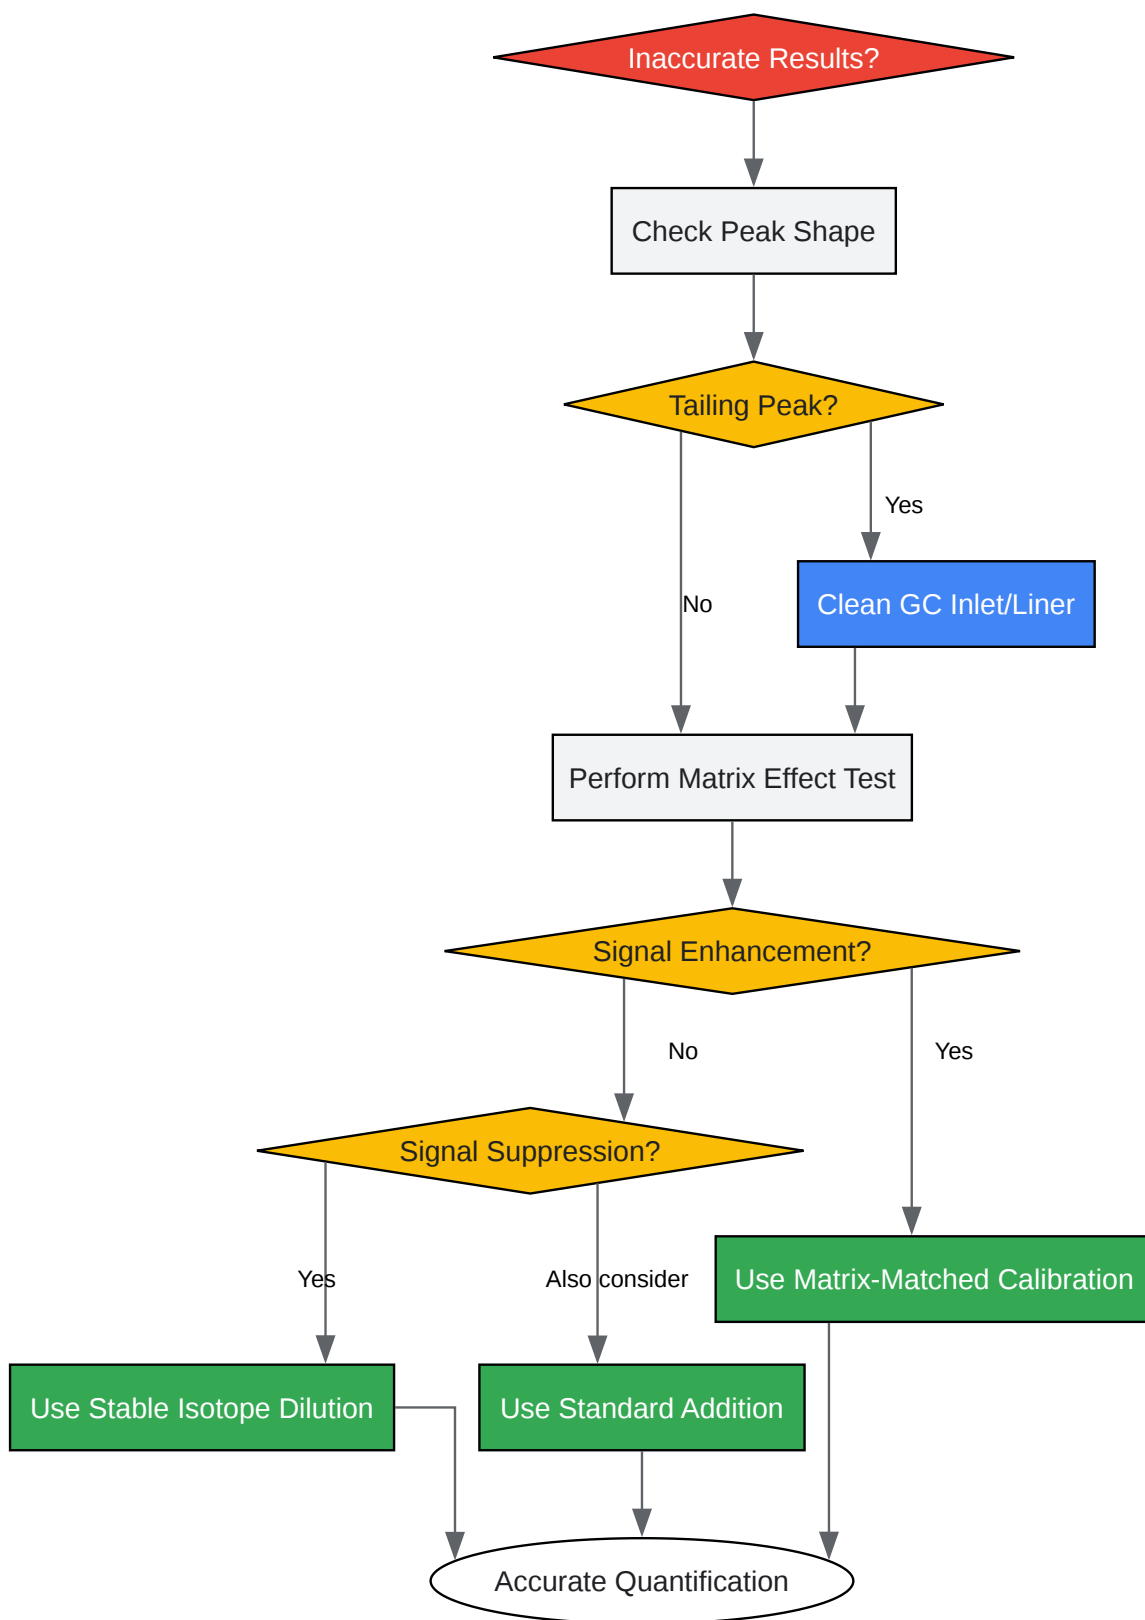 Inaccurate Results?
Check Peak Shape
Tailing Peak?
Yes
No
Clean GC Inlet/Liner
Perform Matrix Effect Test
Signal Enhancement?
No
Yes
Signal Suppression?
Yes
Also consider
Use Matrix-Matched Calibration
Use Stable Isotope Dilution
Use Standard Addition
Accurate Quantification